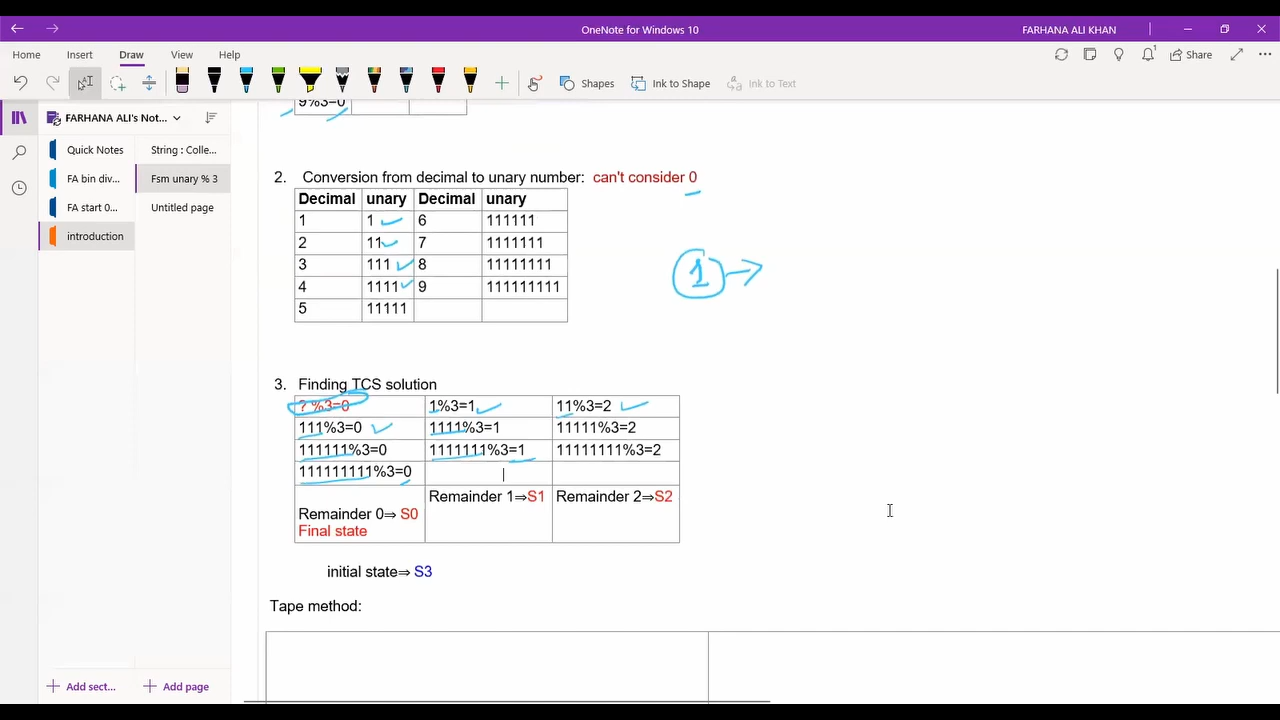 OneNote for Windows 10
FARHANA ALI KHAN
Home Insert Draw View Help
Share
Shapes Ink to Shape Ink to Text
FARHANA ALI's Not...
Quick Notes
FA bin div...
FA start 0...
introduction
String : Colle...
Fsm unary % 3
Untitled page
Add sect...
Add page
9%3=0
2. Conversion from decimal to unary number: can't consider 0
Decimal unary Decimal unary
1 1 6 111111
2 11 7 1111111
3 111 8 11111111
4 1111 9 111111111
5 11111
1
3. Finding TCS solution
? %3=0 1%3=1 11%3=2
111%3=0 1111%3=1 11111%3=2
111111%3=0 1111111%3=1 11111111%3=2
111111111%3=0
Remainder 0⇒ S0 Remainder 1⇒S1 Remainder 2⇒S2
Final state
initial state⇒ S3
Tape method: